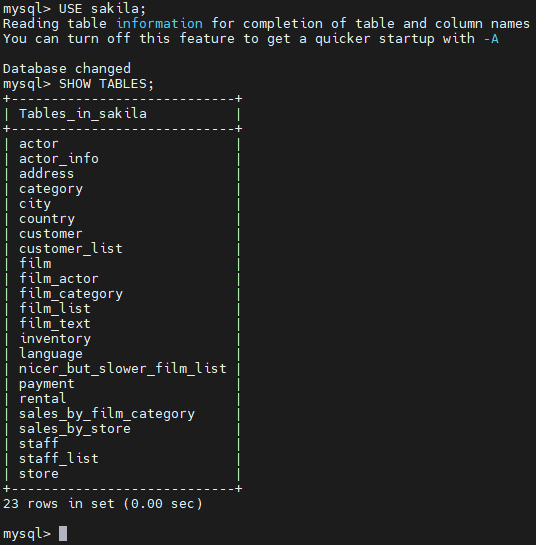 mysql> USE sakila;
Reading table information for completion of table and column names
You can turn off this feature to get a quicker startup with -A

Database changed
mysql> SHOW TABLES;
+----------------------------+
| Tables_in_sakila           |
+----------------------------+
| actor                      |
| actor_info                 |
| address                    |
| category                   |
| city                       |
| country                    |
| customer                   |
| customer_list              |
| film                       |
| film_actor                 |
| film_category              |
| film_list                  |
| film_text                  |
| inventory                  |
| language                   |
| nicer_but_slower_film_list |
| payment                    |
| rental                     |
| sales_by_film_category     |
| sales_by_store             |
| staff                      |
| staff_list                 |
| store                      |
+----------------------------+
23 rows in set (0.00 sec)

mysql>